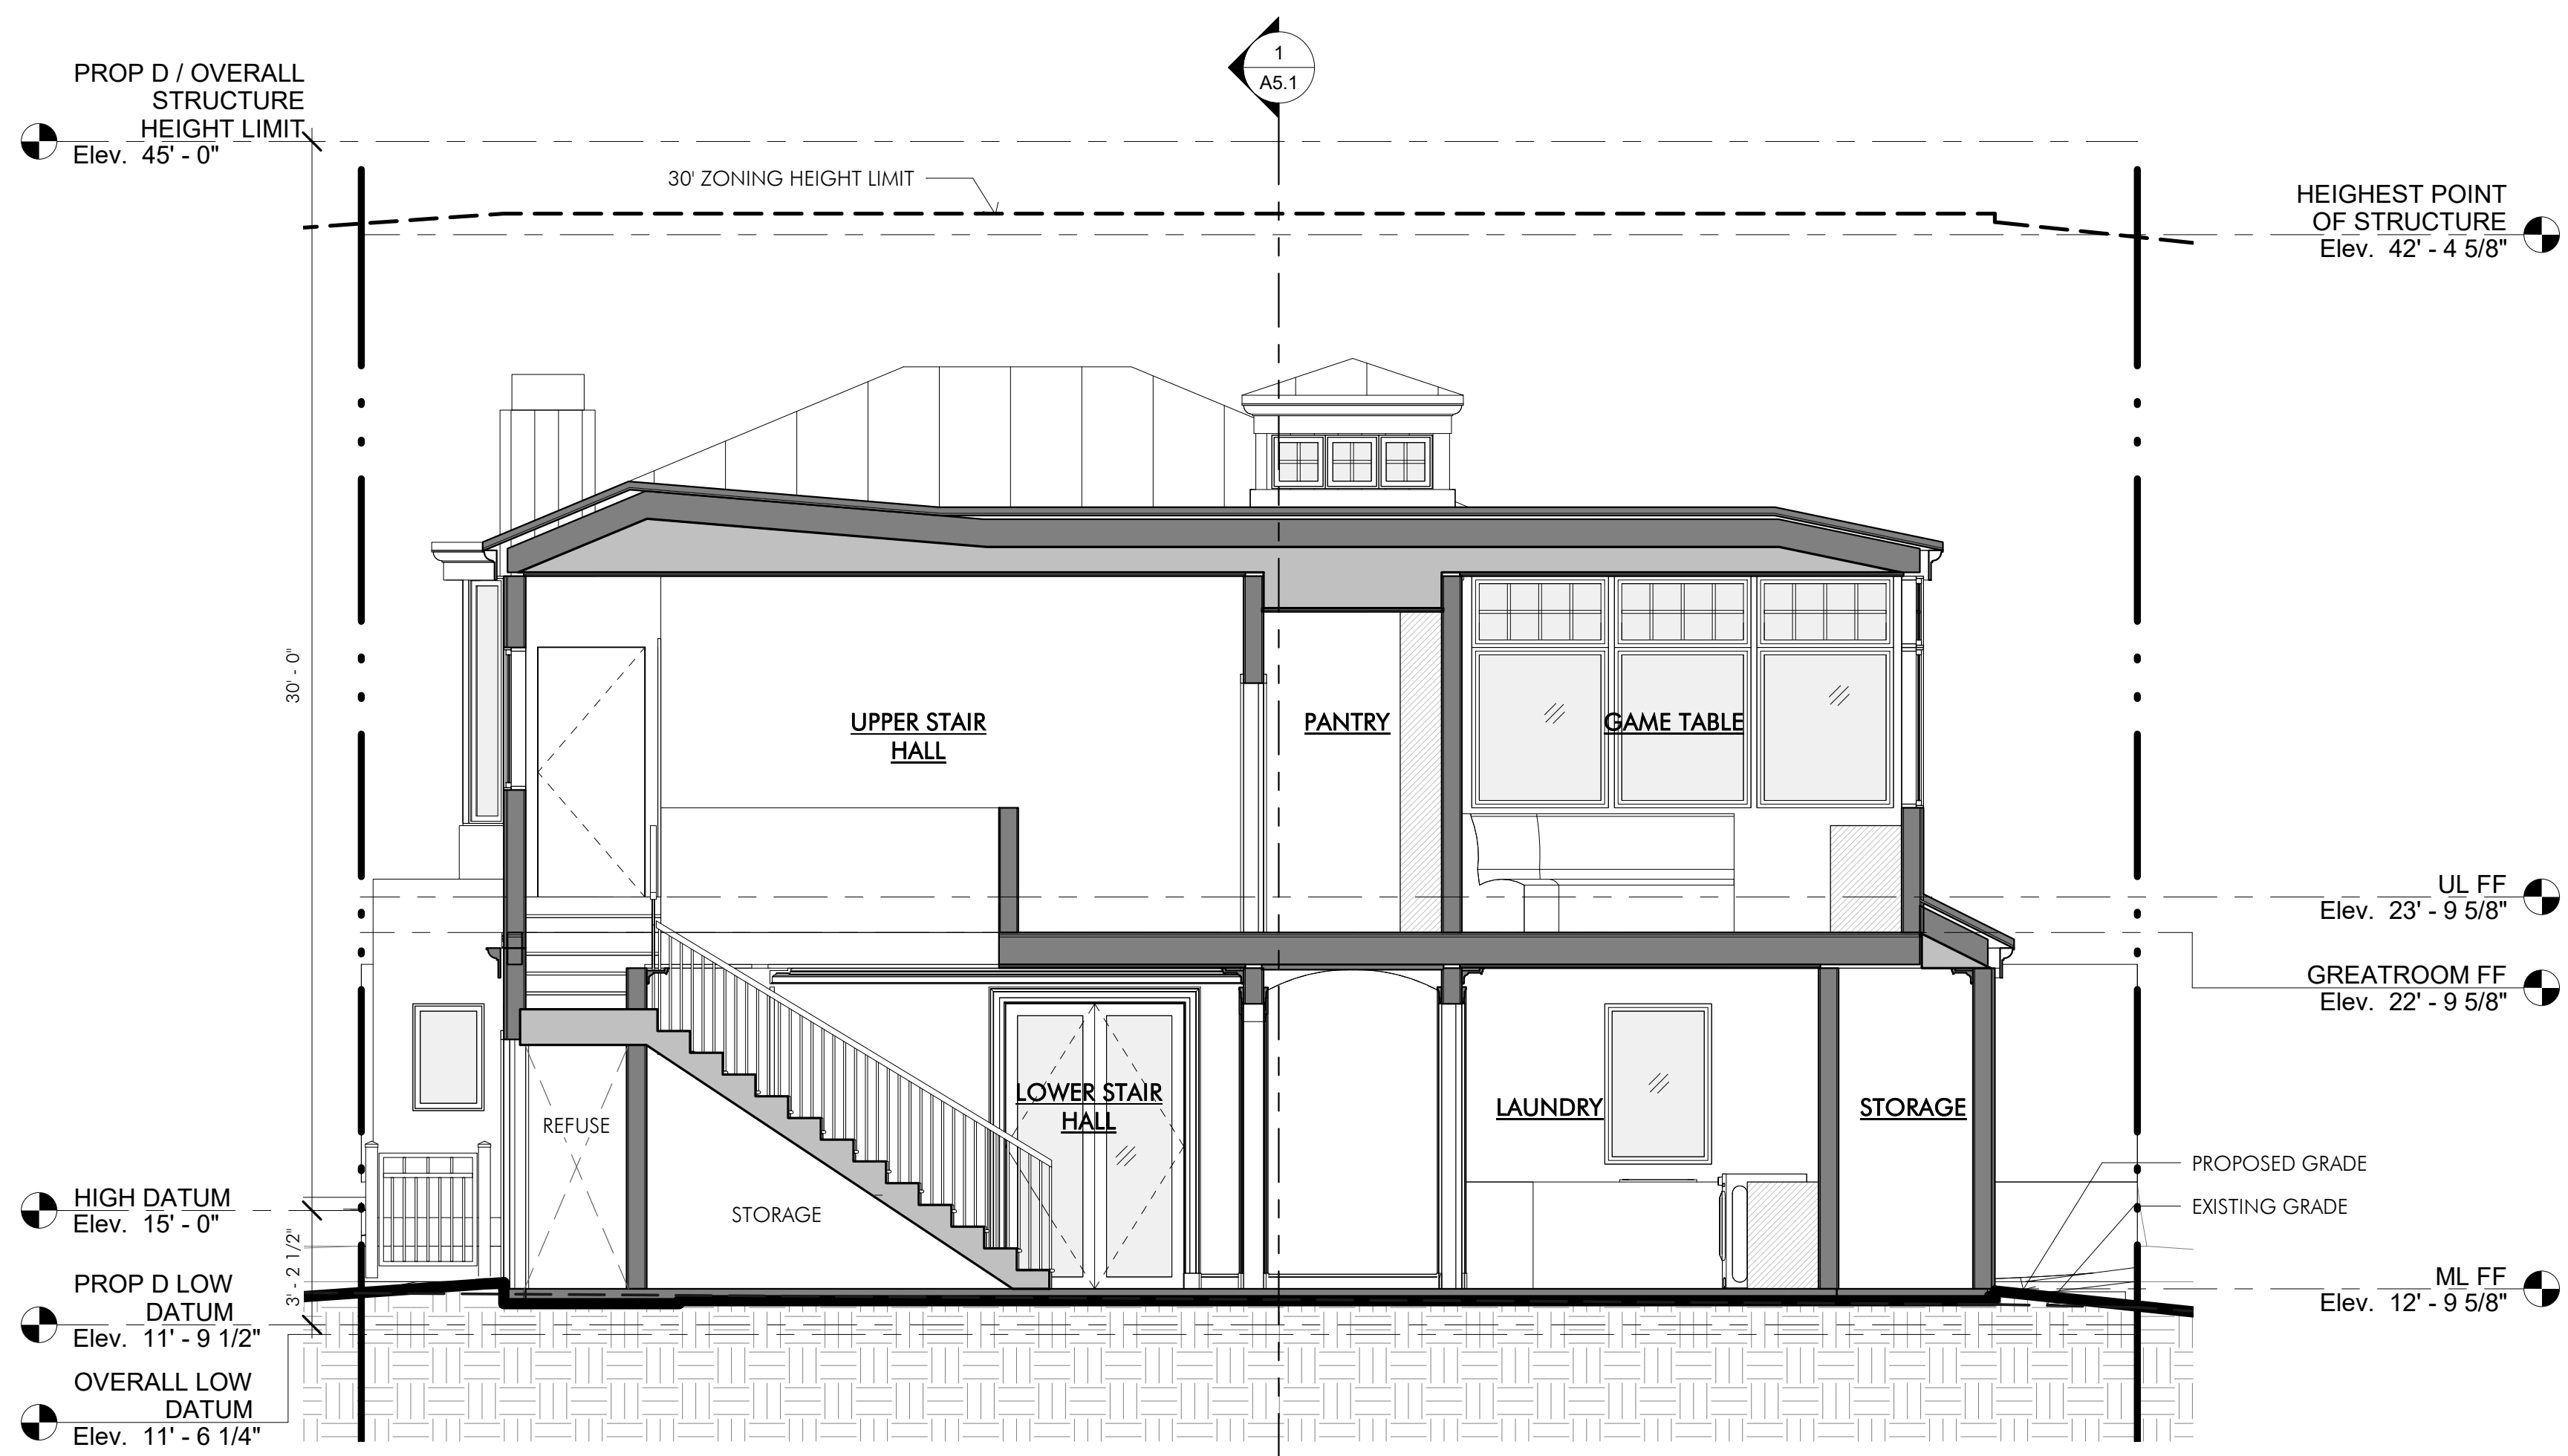 1
A5.1
PROP D / OVERALL
STRUCTURE
HEIGHT LIMIT
Elev. 45' - 0"
30' ZONING HEIGHT LIMIT
HEIGHEST POINT
OF STRUCTURE
Elev. 42' - 4 5/8"
30' - 0"
UPPER STAIR
HALL
PANTRY
GAME TABLE
UL FF
Elev. 23' - 9 5/8"
GREATROOM FF
Elev. 22' - 9 5/8"
REFUSE
LOWER STAIR
HALL
LAUNDRY
STORAGE
STORAGE
PROPOSED GRADE
EXISTING GRADE
HIGH DATUM
Elev. 15' - 0"
3' - 2 1/2"
PROP D LOW
DATUM
Elev. 11' - 9 1/2"
ML FF
Elev. 12' - 9 5/8"
OVERALL LOW
DATUM
Elev. 11' - 6 1/4"